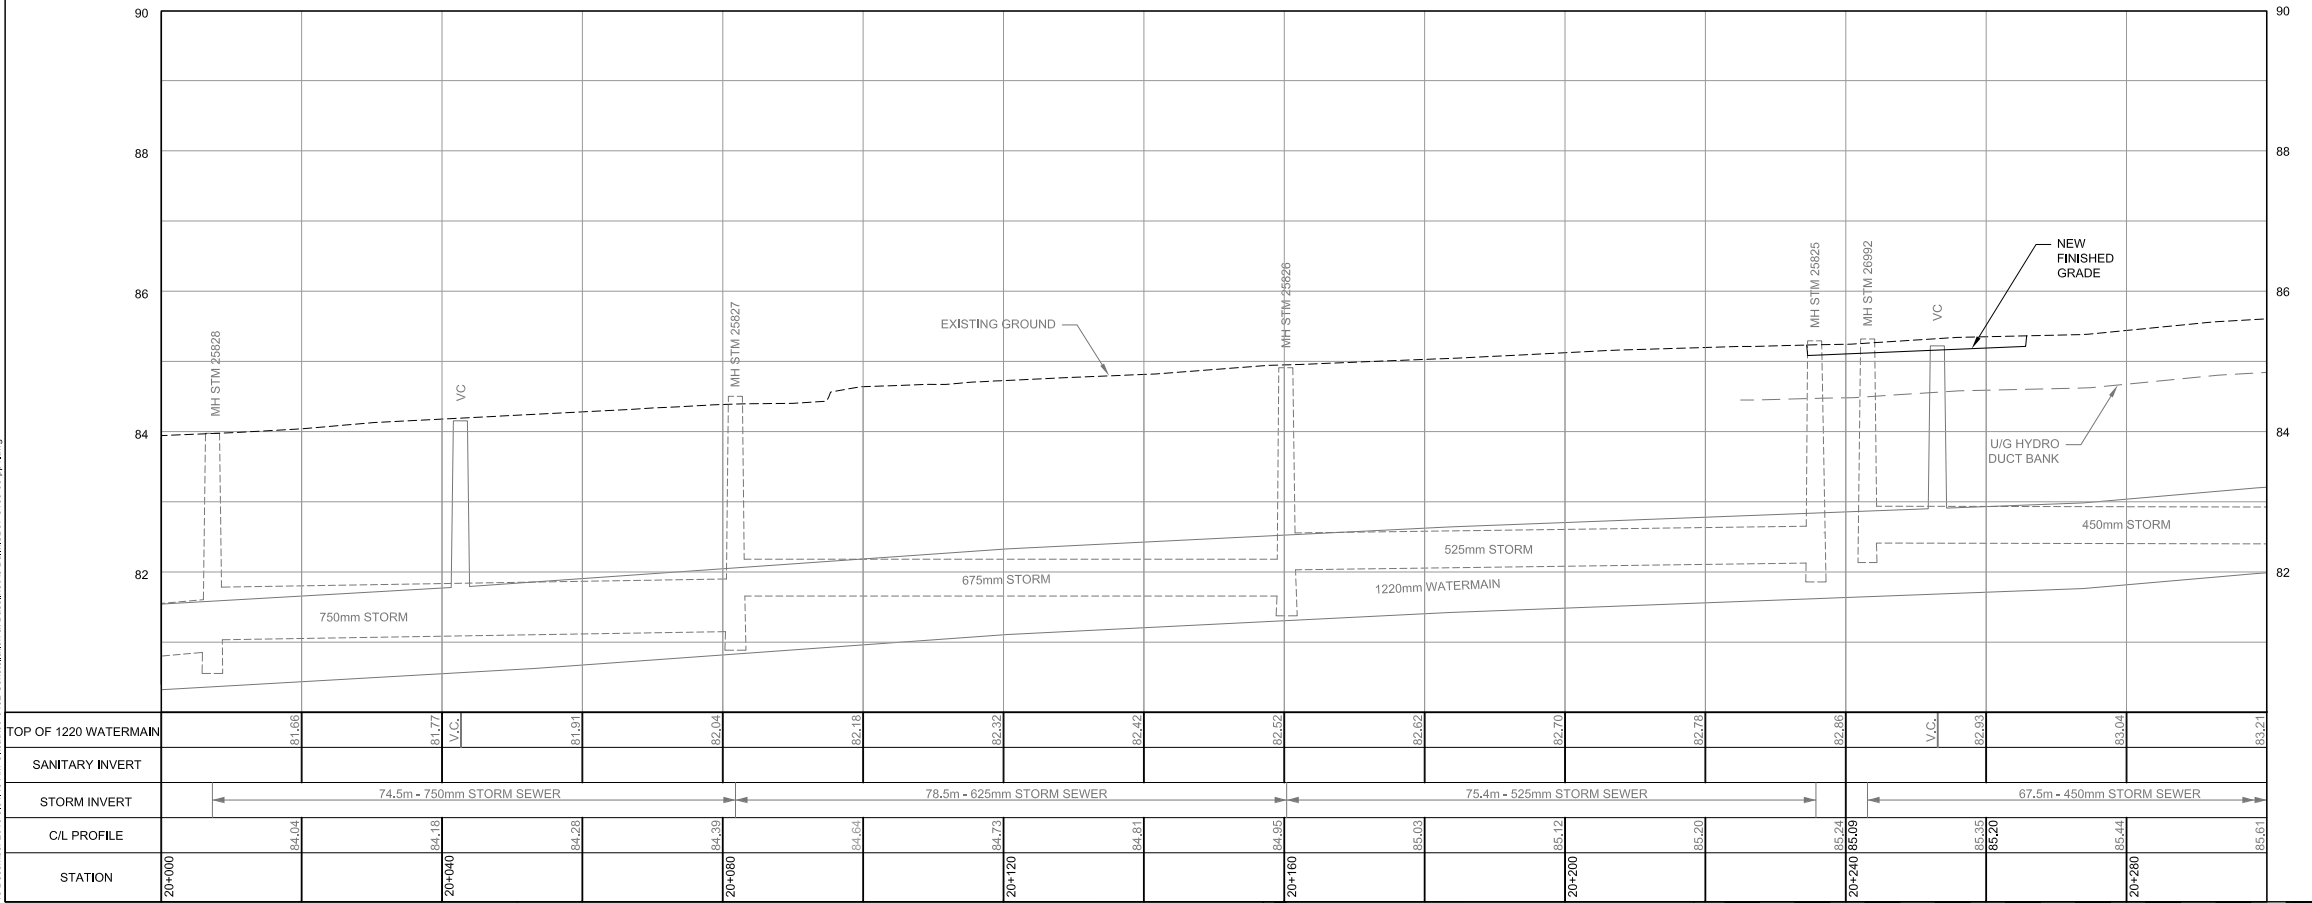 90
90
88
88
86
86
84
84
82
82
MH STM 25828
VC
MH STM 25827
EXISTING GROUND
MH STM 25826
MH STM 25825
MH STM 26992
VC
NEW
FINISHED
GRADE
U/G HYDRO
DUCT BANK
750mm STORM
675mm STORM
525mm STORM
1220mm WATERMAIN
450mm STORM
TOP OF 1220 WATERMAIN
81.66
81.77
V.C.
81.91
82.04
82.18
82.32
82.42
82.52
82.62
82.70
82.78
82.86
V.C.
82.93
83.04
83.21
SANITARY INVERT
STORM INVERT
74.5m - 750mm STORM SEWER
78.5m - 625mm STORM SEWER
75.4m - 525mm STORM SEWER
67.5m - 450mm STORM SEWER
C/L PROFILE
84.04
84.18
84.28
84.39
84.64
84.73
84.81
84.95
85.03
85.12
85.20
85.24
85.09
85.35
85.20
85.44
85.61
STATION
20+000
20+040
20+080
20+120
20+160
20+200
20+240
20+280